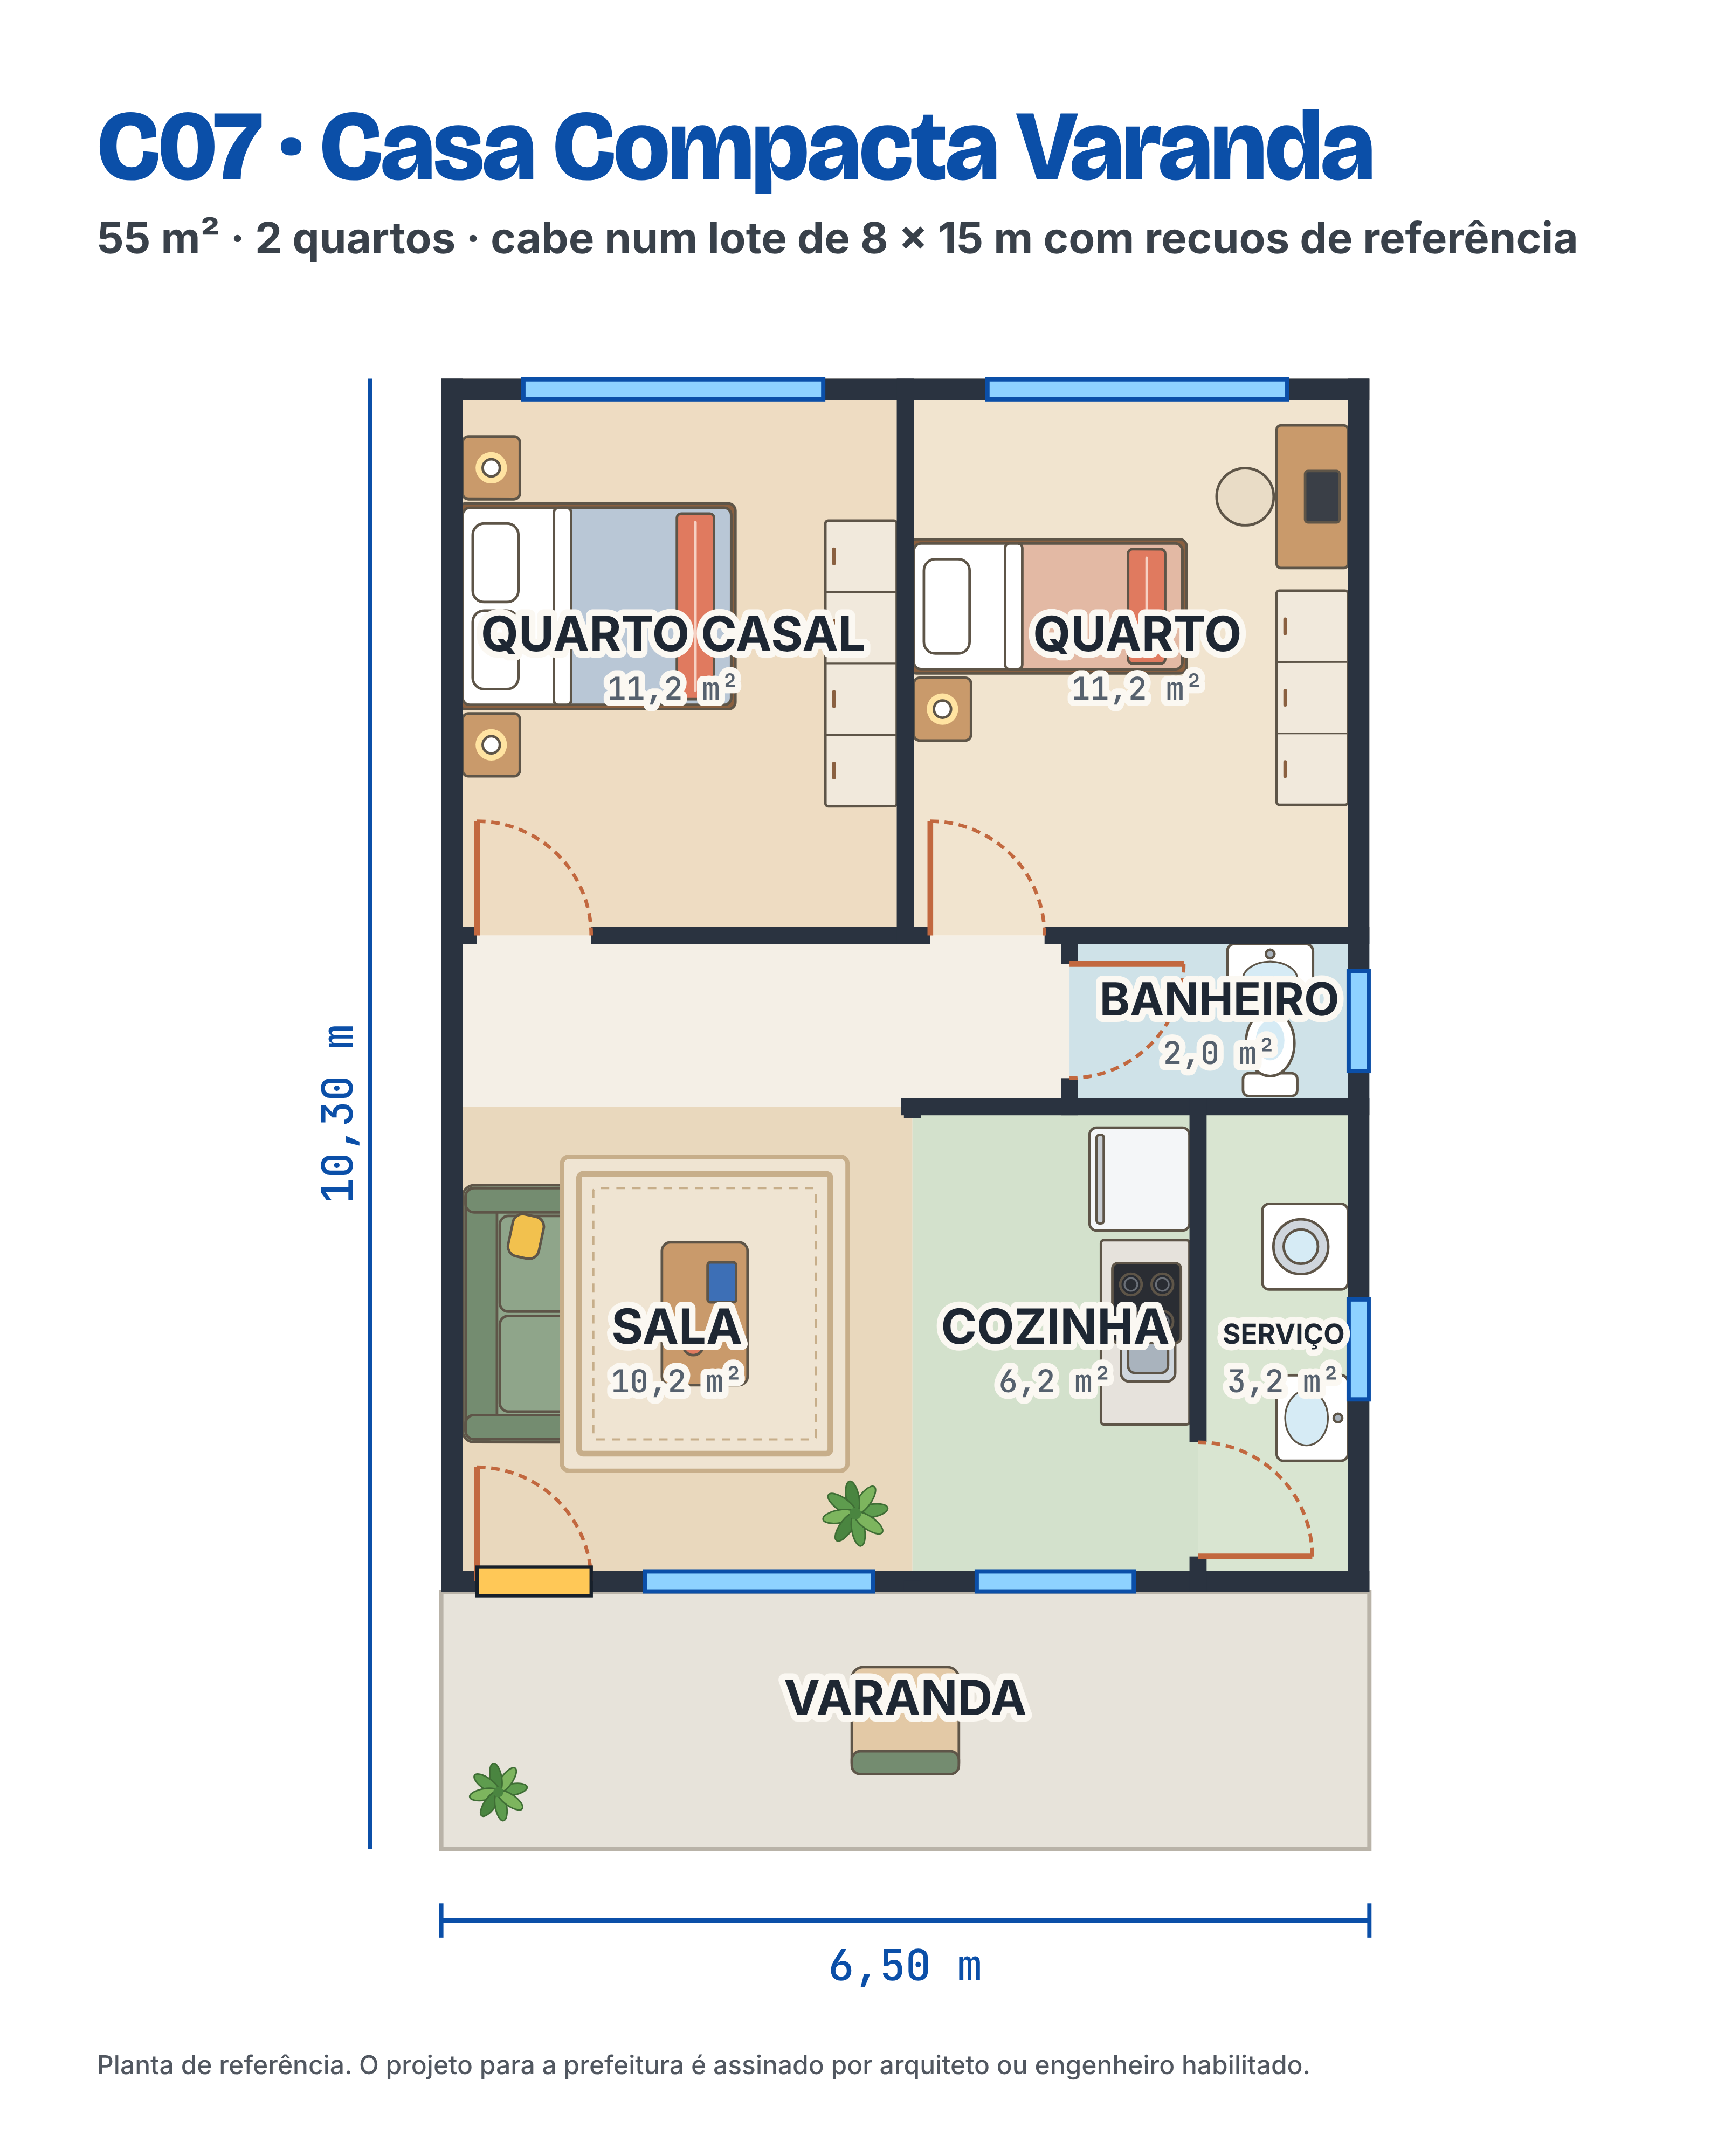 C07 · Casa Compacta Varanda
55 m² · 2 quartos · cabe num lote de 8 × 15 m com recuos de referência
QUARTO CASAL
11,2 m²
QUARTO
11,2 m²
BANHEIRO
2,0 m²
10,30 m
SALA
10,2 m²
COZINHA
6,2 m²
SERVIÇO
3,2 m²
VARANDA
6,50 m
Planta de referência. O projeto para a prefeitura é assinado por arquiteto ou engenheiro habilitado.